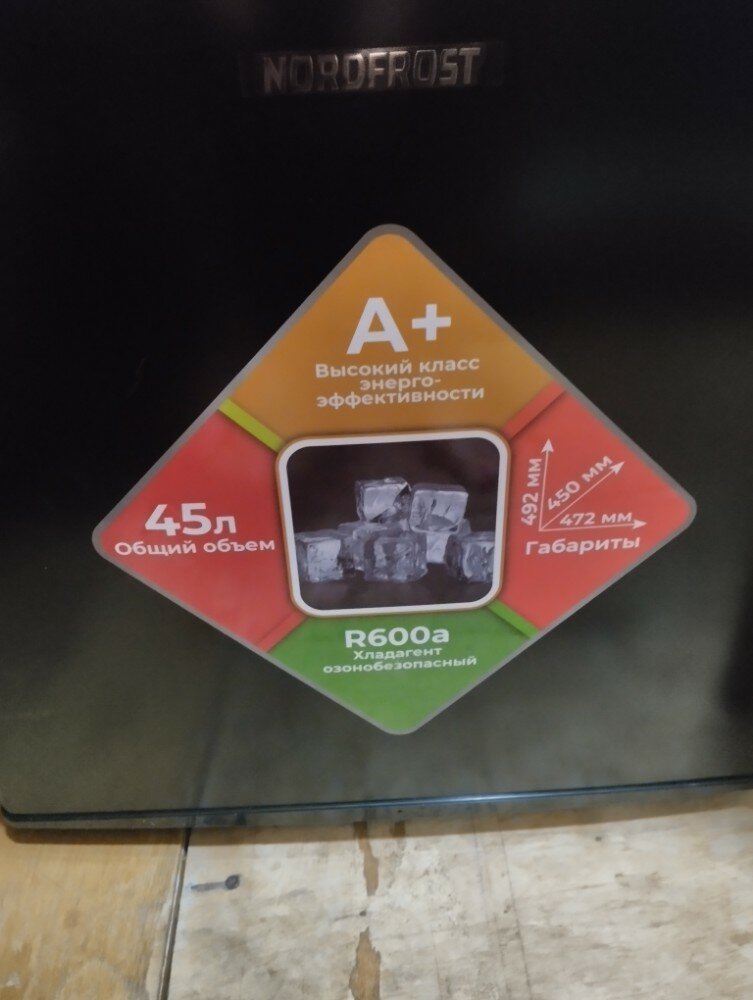 NORDFROST
A+
Высокий класс
энерго-
эффективности
45л
Общий объем
492 мм
450 мм
472 мм
Габариты
R600a
Хладагент
озонобезопасный